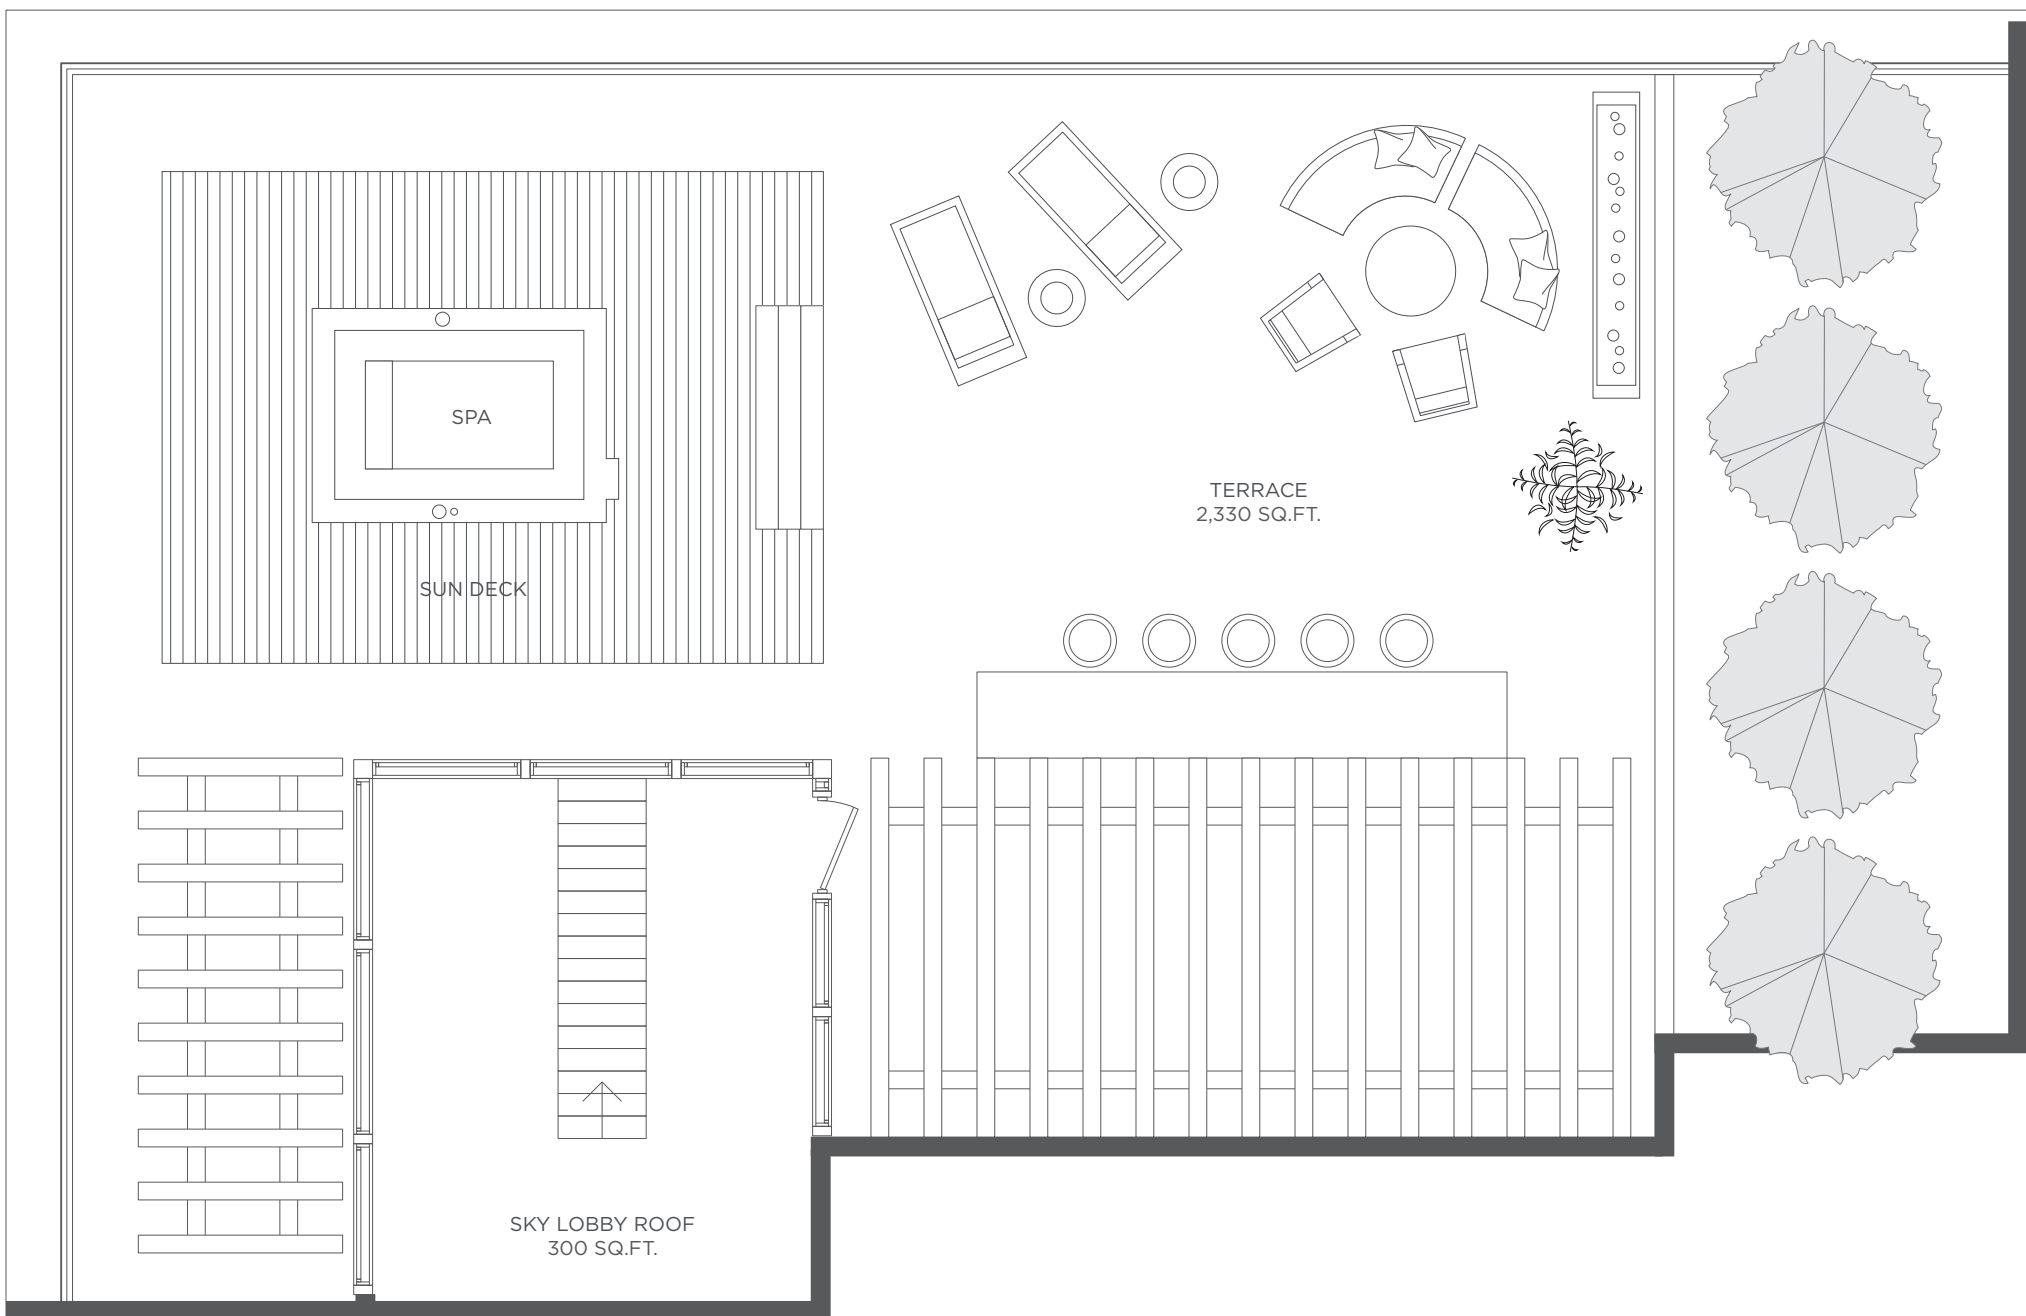 SPA
TERRACE
2,330 SQ.FT.
SUN DECK
SKY LOBBY ROOF
300 SQ.FT.